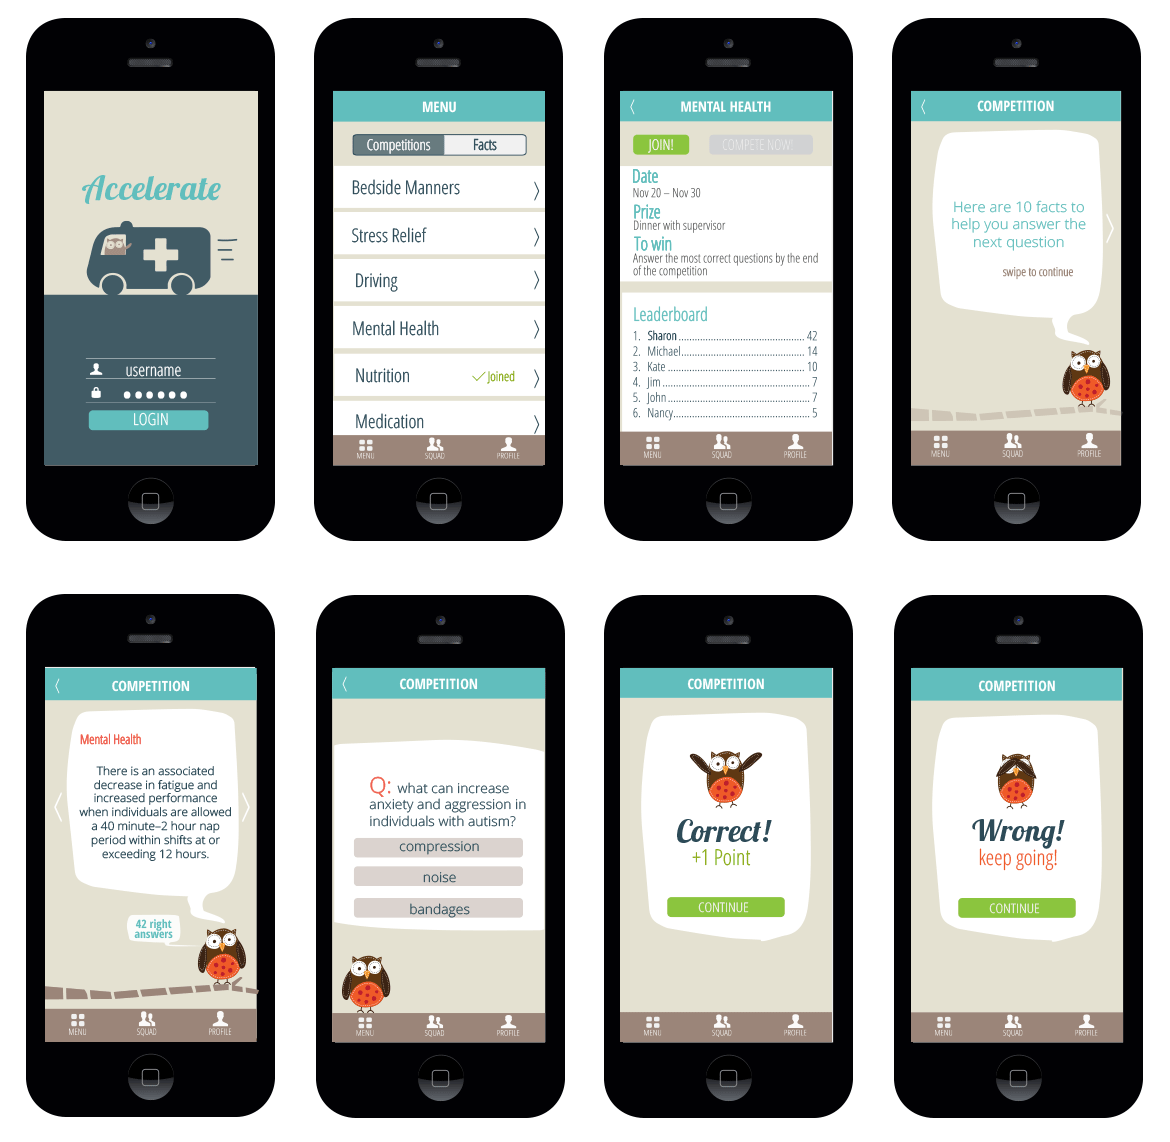 Accelerate
username
LOGIN
MENU
Competitions Facts
Bedside Manners
Stress Relief
Driving
Mental Health
Nutrition Joined
Medication
MENU SQUAD PROFILE
MENTAL HEALTH
JOIN! COMPETE NOW!
Date
Nov 20 – Nov 30
Prize
Dinner with supervisor
To win
Answer the most correct questions by the end
of the competition
Leaderboard
1. Sharon 42
2. Michael 14
3. Kate 10
4. Jim 7
5. John 7
6. Nancy 5
MENU SQUAD PROFILE
COMPETITION
Here are 10 facts to
help you answer the
next question
swipe to continue
MENU SQUAD PROFILE
COMPETITION
Mental Health
There is an associated
decrease in fatigue and
increased performance
when individuals are allowed
a 40 minute–2 hour nap
period within shifts at or
exceeding 12 hours.
42 right
answers
MENU SQUAD PROFILE
COMPETITION
Q: what can increase
anxiety and aggression in
individuals with autism?
compression
noise
bandages
MENU SQUAD PROFILE
COMPETITION
Correct!
+1 Point
CONTINUE
MENU SQUAD PROFILE
COMPETITION
Wrong!
keep going!
CONTINUE
MENU SQUAD PROFILE